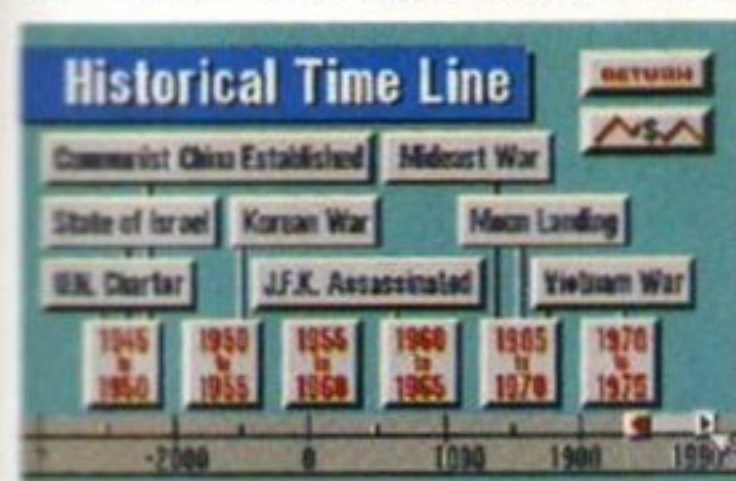 Historical Time Line
RETURN
Communist China Established
Mideast War
State of Israel
Korean War
Moon Landing
U.N. Charter
J.F.K. Assassinated
Vietnam War
1945 to 1950
1950 to 1955
1955 to 1960
1960 to 1965
1965 to 1970
1970 to 1975
-2000 0 1000 1900 1990